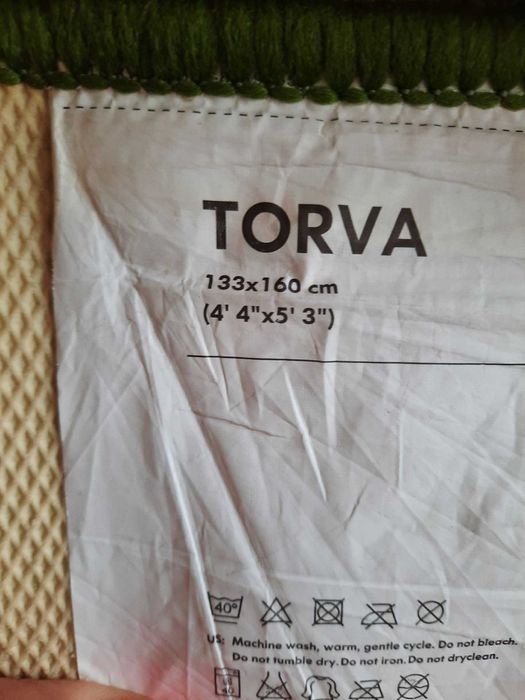 TORVA
133x160 cm
(4' 4"x5' 3")
40°
US: Machine wash, warm, gentle cycle. Do not bleach.
Do not tumble dry. Do not iron. Do not dryclean.
40